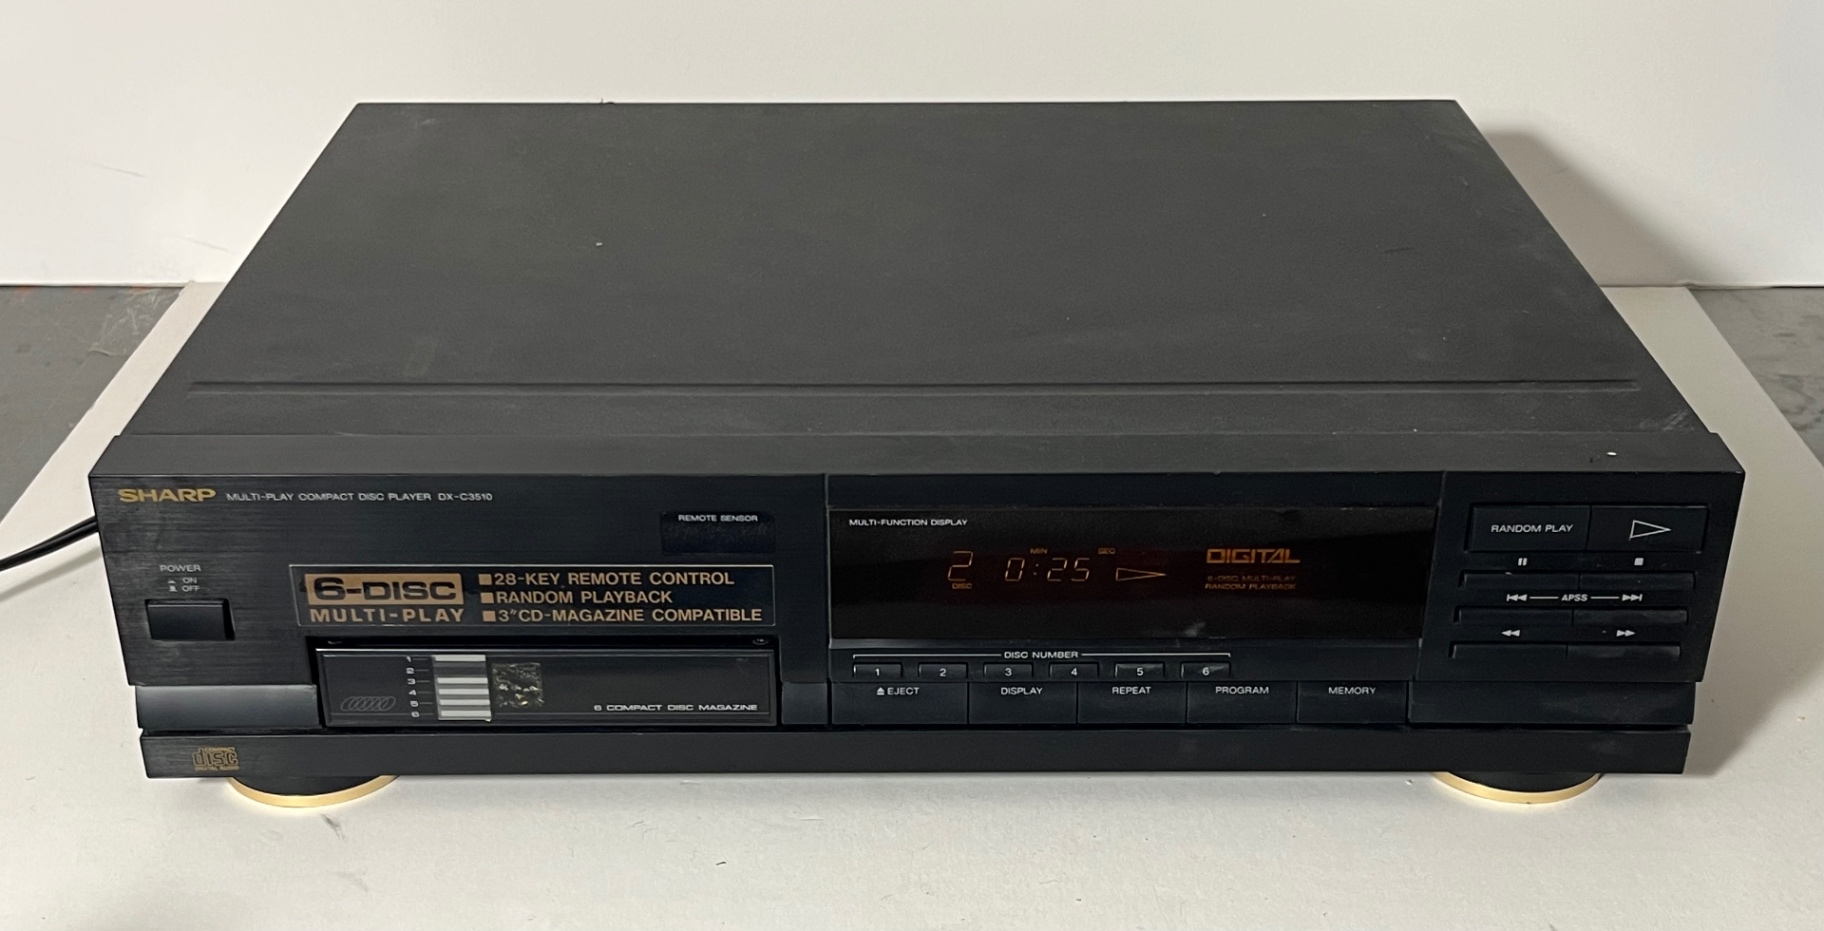 SHARP MULTI-PLAY COMPACT DISC PLAYER DX-C3510
REMOTE SENSOR
POWER
ON
OFF
6-DISC
MULTI-PLAY
28-KEY REMOTE CONTROL
RANDOM PLAYBACK
3"CD-MAGAZINE COMPATIBLE
1
2
3
4
5
6
6 COMPACT DISC MAGAZINE
disc
MULTI-FUNCTION DISPLAY
MIN SEC
2 0:25
DISC
DIGITAL
6-DISC MULTI-PLAY
RANDOM PLAYBACK
DISC NUMBER
1 2 3 4 5 6
EJECT DISPLAY REPEAT PROGRAM MEMORY
RANDOM PLAY
APSS